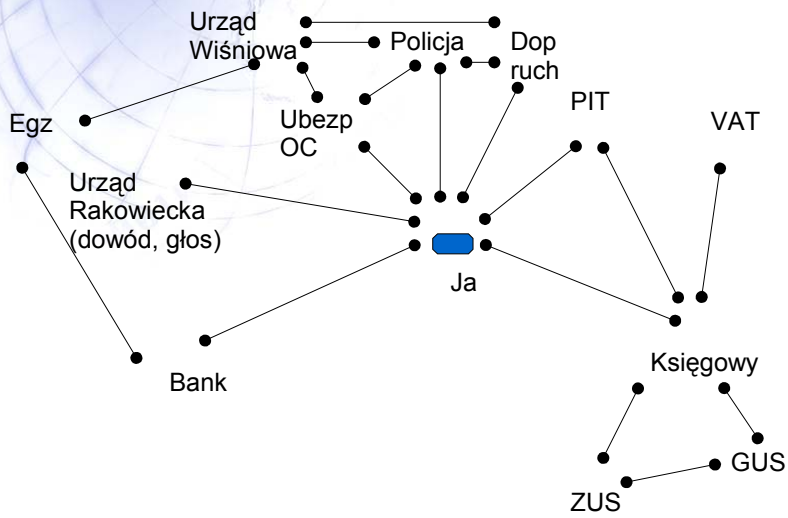 Urząd
Wiśniowa
Policja
Dop
ruch
PIT
VAT
Egz
Ubezp
OC
Urząd
Rakowiecka
(dowód, głos)
Ja
Bank
Księgowy
GUS
ZUS